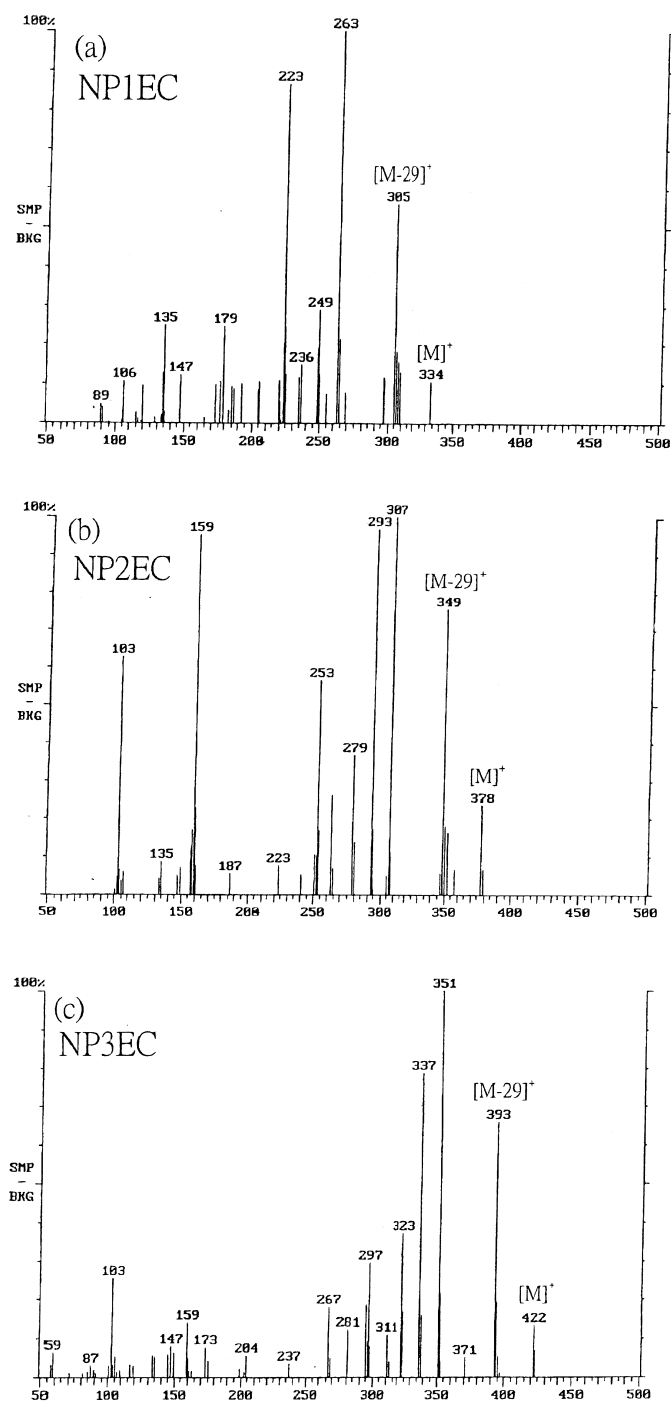 100%
(a)
NP1EC
263
223
[M-29]⁺
305
SMP
–
BKG
249
135
179
[M]⁺
334
236
147
106
89
50 100 150 200 250 300 350 400 450 500
100%
(b)
NP2EC
307
293
159
[M-29]⁺
349
103
253
SMP
–
BKG
279
[M]⁺
378
135
187
223
50 100 150 200 250 300 350 400 450 500
100%
(c)
NP3EC
351
337
[M-29]⁺
393
SMP
–
BKG
323
297
103
[M]⁺
422
267
159
281
311
59
147
173
87
204
237
371
50 100 150 200 250 300 350 400 450 500